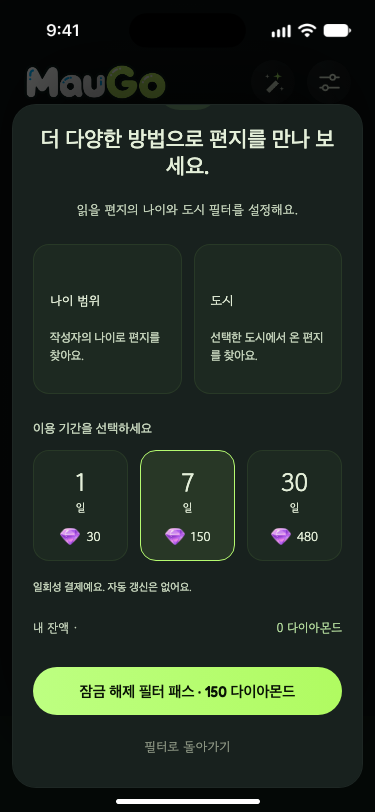 9:41
MauGo
더 다양한 방법으로 편지를 만나 보
세요.
읽을 편지의 나이와 도시 필터를 설정해요.
나이 범위
작성자의 나이로 편지를
찾아요.
도시
선택한 도시에서 온 편지
를 찾아요.
이용 기간을 선택하세요
1
일
30
7
일
150
30
일
480
일회성 결제예요. 자동 갱신은 없어요.
내 잔액 ·
0 다이아몬드
잠금 해제 필터 패스 · 150 다이아몬드
필터로 돌아가기